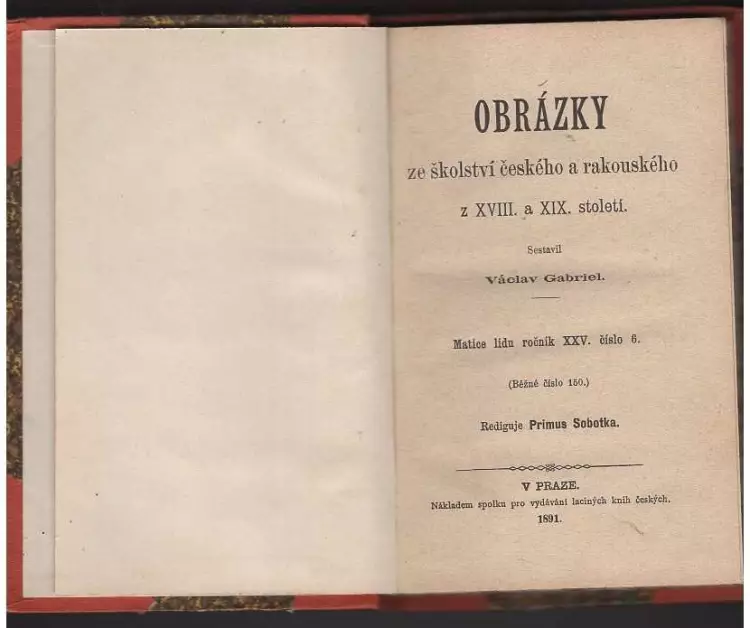 OBRÁZKY
ze školství českého a rakouského
z XVIII. a XIX. století.
Sestavil
Václav Gabriel.
Matice lidu ročník XXV. číslo 6.
(Běžné číslo 150.)
Rediguje Primus Sobotka.
V PRAZE.
Nákladem spolku pro vydávání laciných knih českých.
1891.